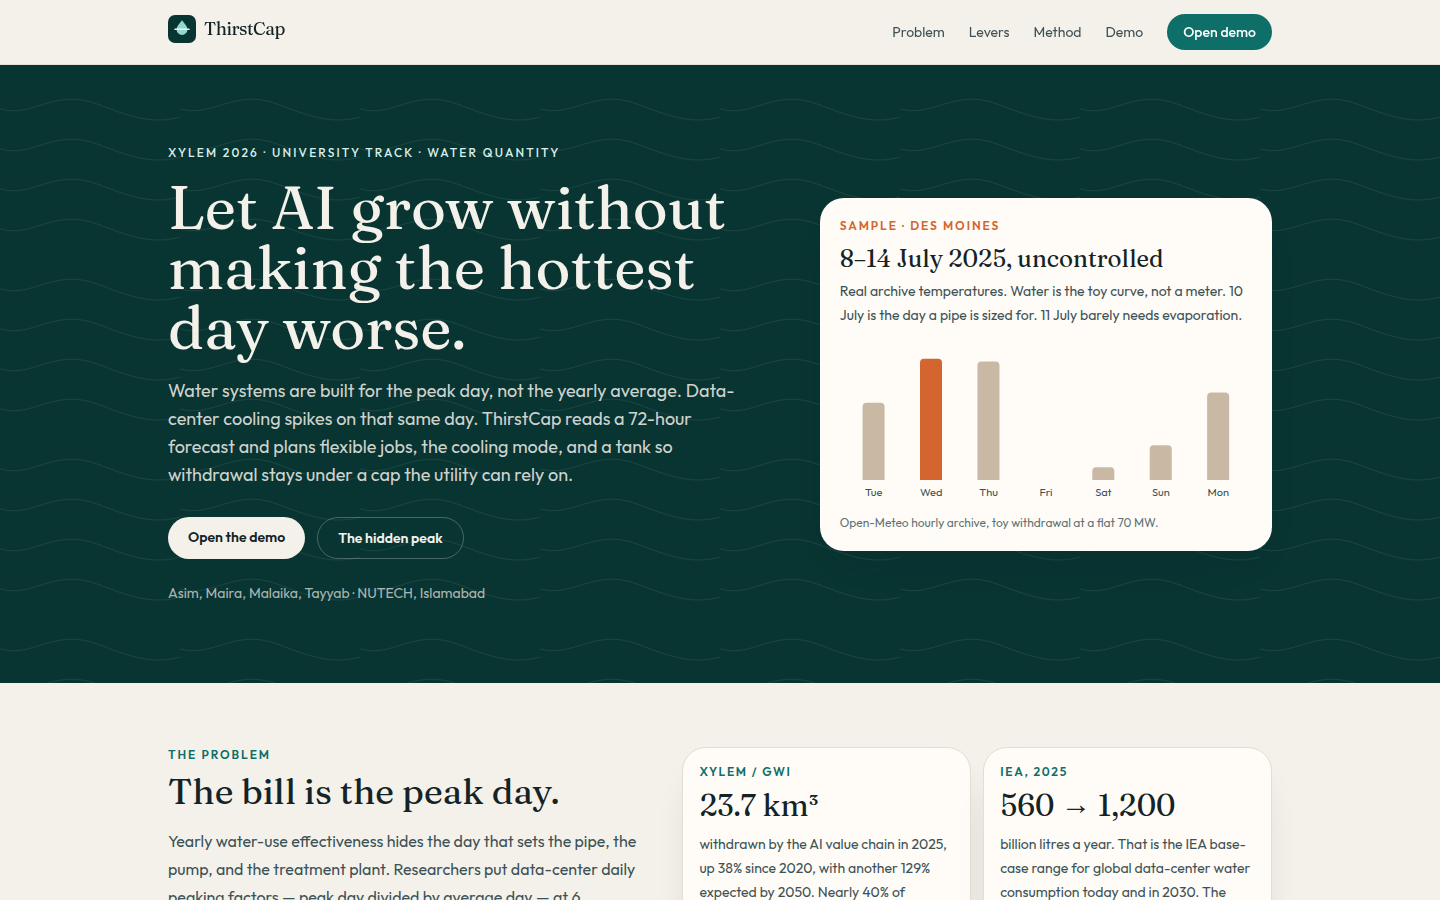 ThirstCap
Problem
Levers
Method
Demo
Open demo
XYLEM 2026 · UNIVERSITY TRACK · WATER QUANTITY
Let AI grow without
making the hottest
day worse.
Water systems are built for the peak day, not the yearly average. Data-
center cooling spikes on that same day. ThirstCap reads a 72-hour
forecast and plans flexible jobs, the cooling mode, and a tank so
withdrawal stays under a cap the utility can rely on.
Open the demo
The hidden peak
Asim, Maira, Malaika, Tayyab · NUTECH, Islamabad
SAMPLE · DES MOINES
8–14 July 2025, uncontrolled
Real archive temperatures. Water is the toy curve, not a meter. 10
July is the day a pipe is sized for. 11 July barely needs evaporation.
Tue
Wed
Thu
Fri
Sat
Sun
Mon
Open-Meteo hourly archive, toy withdrawal at a flat 70 MW.
THE PROBLEM
The bill is the peak day.
Yearly water-use effectiveness hides the day that sets the pipe, the
pump, and the treatment plant. Researchers put data-center daily
peaking factors — peak day divided by average day — at 6
XYLEM / GWI
23.7 km³
withdrawn by the AI value chain in 2025,
up 38% since 2020, with another 129%
expected by 2050. Nearly 40% of
IEA, 2025
560 → 1,200
billion litres a year. That is the IEA base-
case range for global data-center water
consumption today and in 2030. The